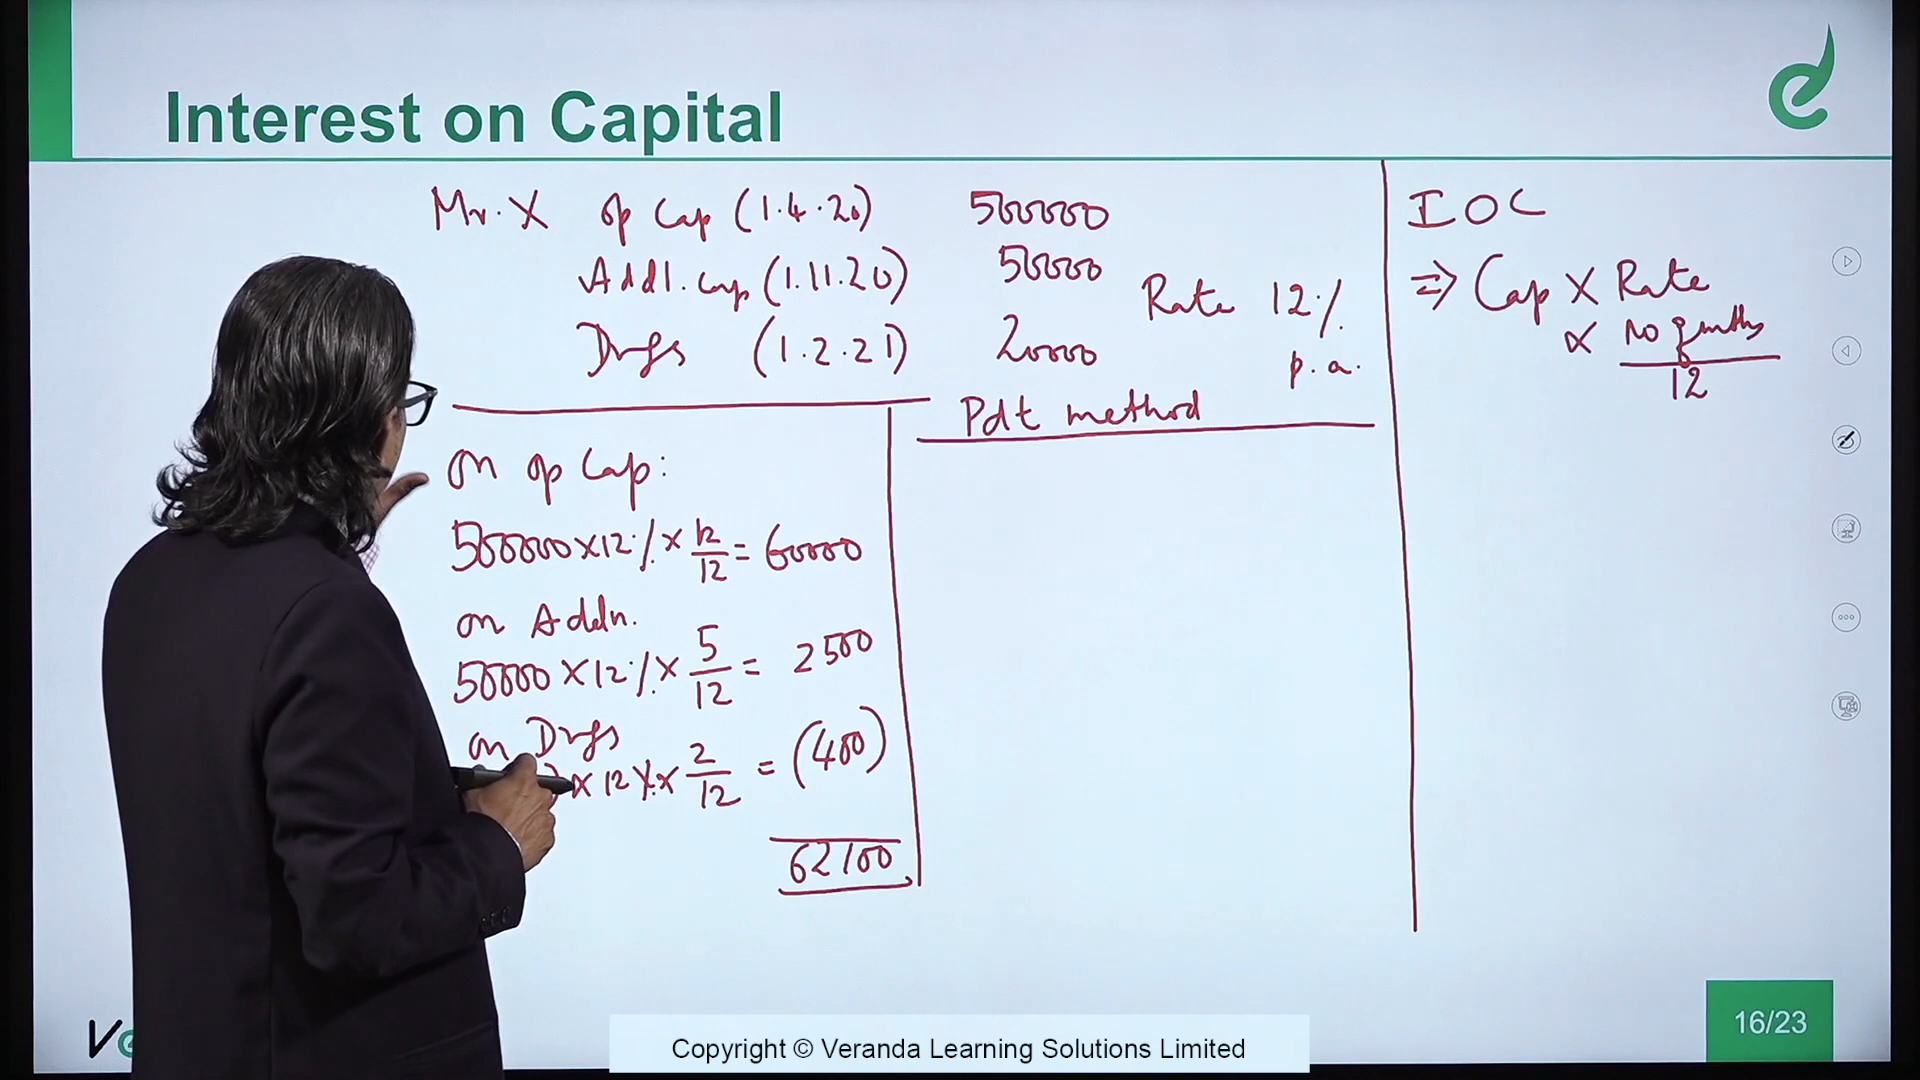 Interest on Capital
Mr. X op Cap (1.4.20) 500000
Addl. Cap (1.11.20) 50000
Drgs (1.2.21) 20000
Rate 12%
p.a.
IOC
⇒ Cap X Rate
X no of mths
12
Pdt method
on op Cap:
500000 X 12% X 12/12 = 60000
on Addn.
50000 X 12% X 5/12 = 2500
on Drgs
X 12% X 2/12 = (400)
62100
16/23
Copyright © Veranda Learning Solutions Limited